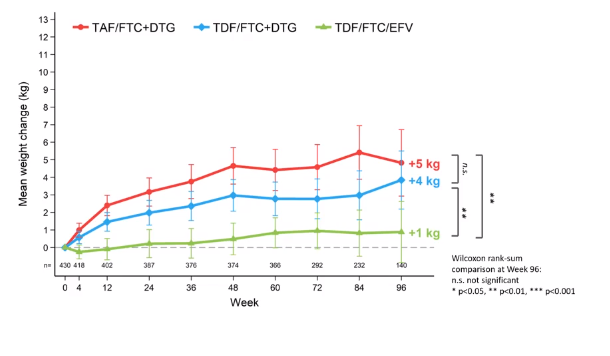 TAF/FTC+DTG TDF/FTC+DTG TDF/FTC/EFV
Mean weight change (kg)
13
12
11
10
9
8
7
6
5
4
3
2
1
0
+5 kg
+4 kg
+1 kg
n.s.
**
**
n= 430 418 402 387 376 374 366 292 232 140
0 4 12 24 36 48 60 72 84 96
Week
Wilcoxon rank-sum
comparison at Week 96:
n.s. not significant
* p<0.05, ** p<0.01, *** p<0.001